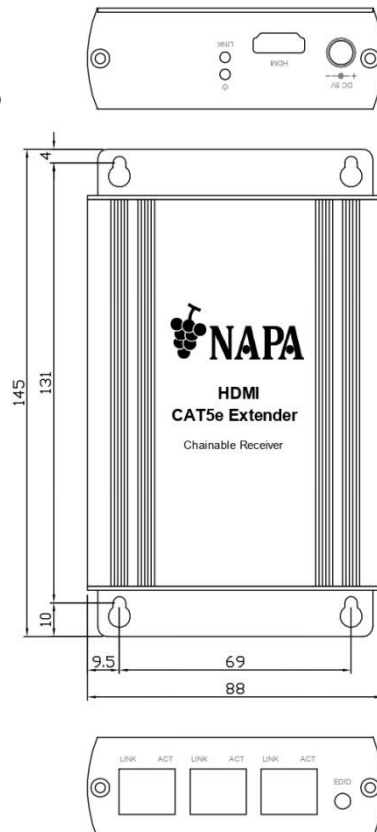 LINK
HDMI
DC 5V
4
145
131
NAPA
HDMI
CAT5e Extender
Chainable Receiver
10
9.5
69
88
LINK ACT LINK ACT LINK ACT
EDID